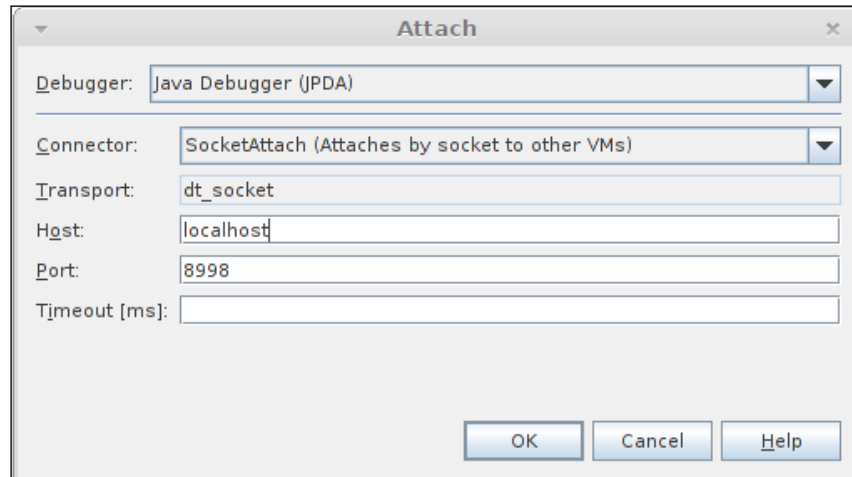 Attach
Debugger: Java Debugger (JPDA)
Connector: SocketAttach (Attaches by socket to other VMs)
Transport: dt_socket
Host: localhost
Port: 8998
Timeout [ms]:
OK Cancel Help